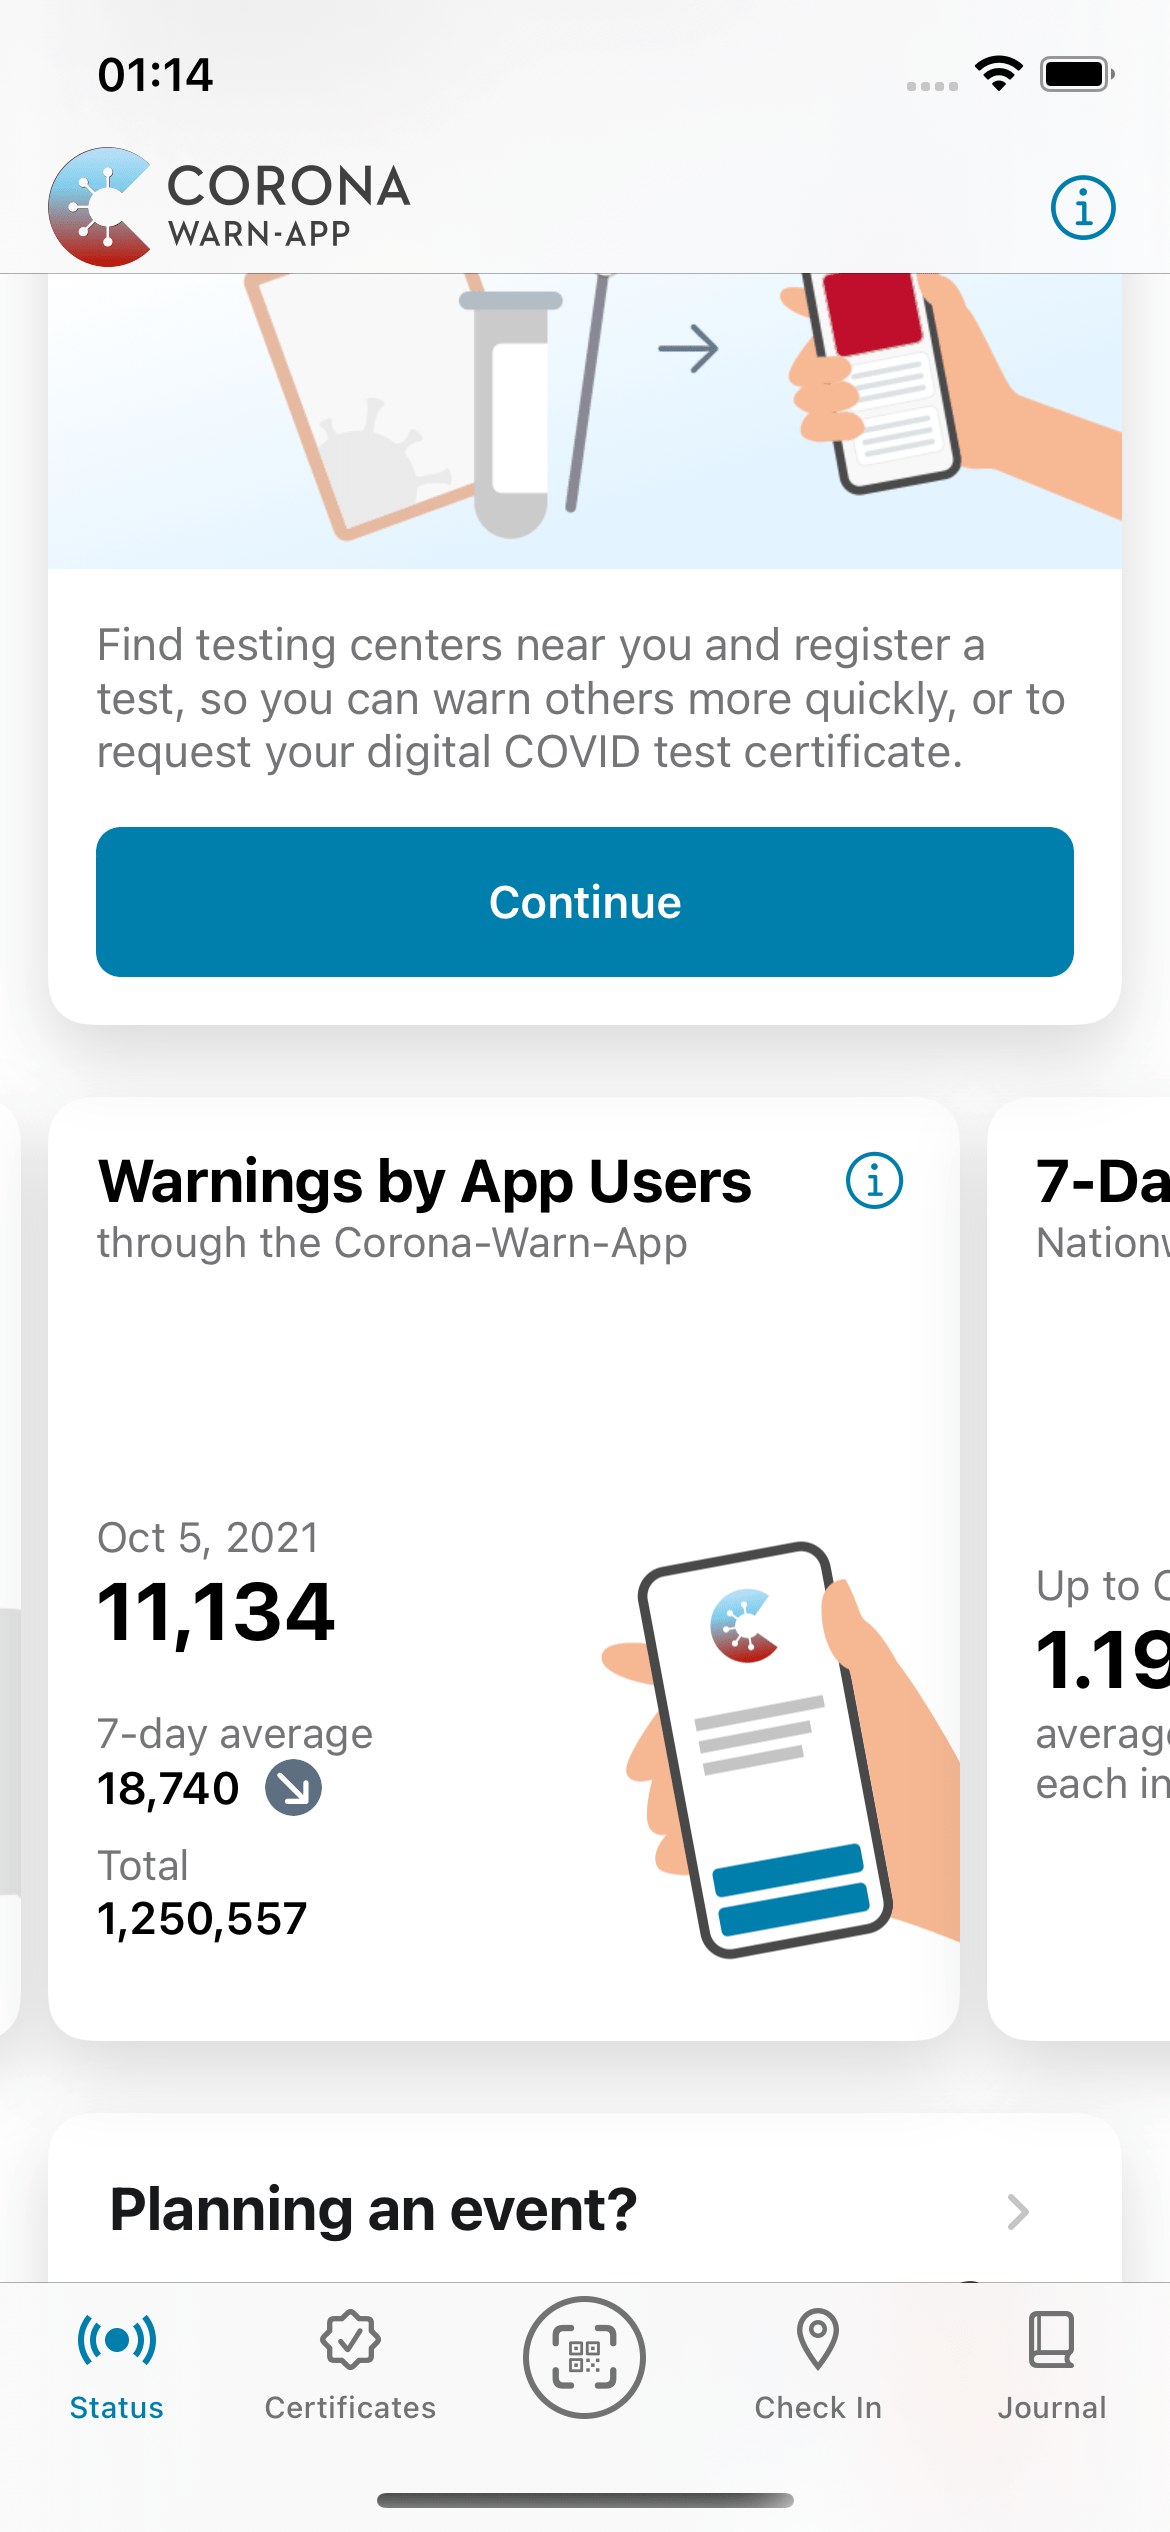 01:14
CORONA
WARN-APP
Find testing centers near you and register a
test, so you can warn others more quickly, or to
request your digital COVID test certificate.
Continue
Warnings by App Users
through the Corona-Warn-App
Oct 5, 2021
11,134
7-day average
18,740
Total
1,250,557
7-Da
Nation
Up to
1.19
averag
each in
Planning an event?
Status
Certificates
Check In
Journal